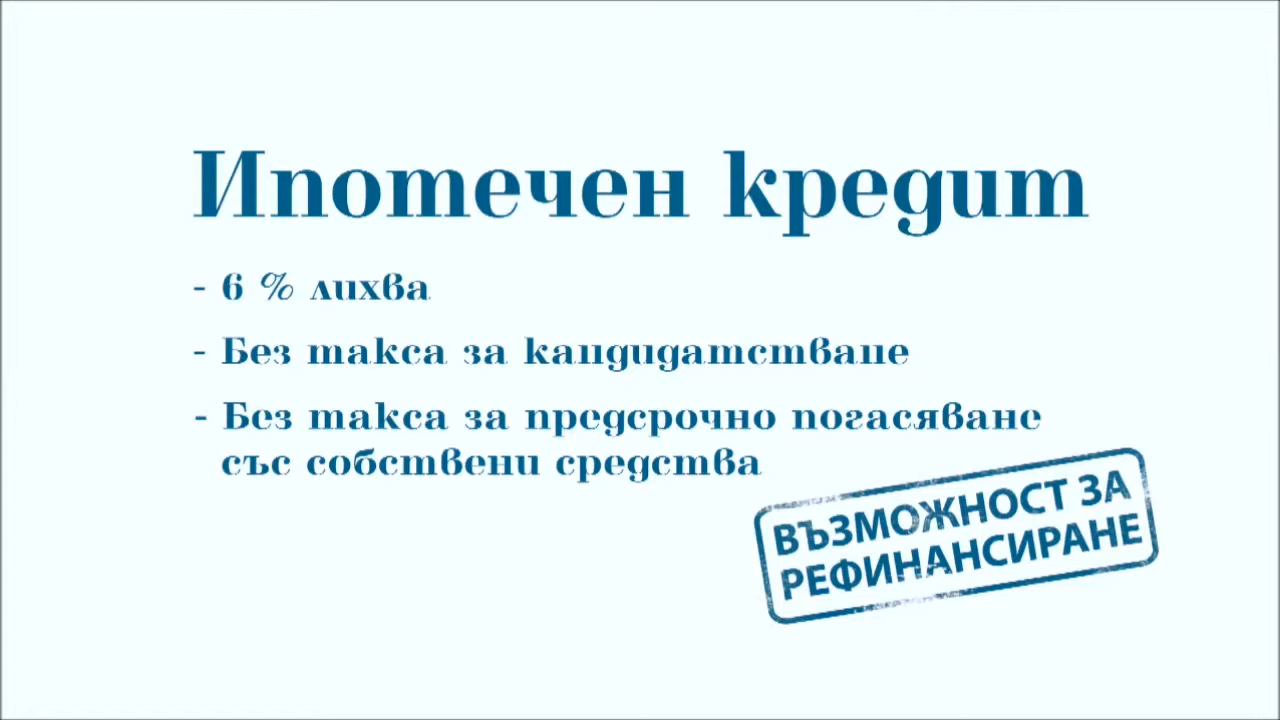 Ипотечен кредит
- 6 % лихва
- Без такса за кандидатстване
- Без такса за предсрочно погасяване
със собствени средства
ВЪЗМОЖНОСТ ЗА
РЕФИНАНСИРАНЕ